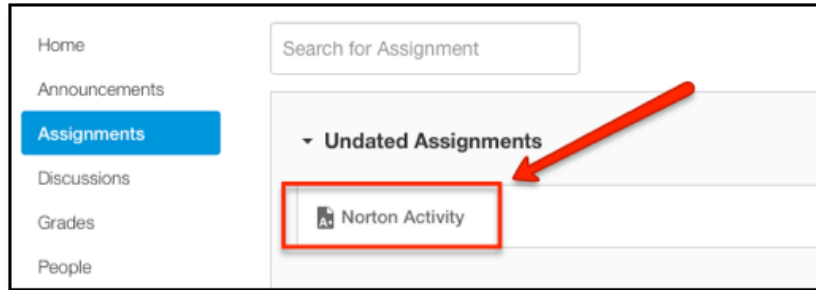 Home
Announcements
Assignments
Discussions
Grades
People
Search for Assignment
Undated Assignments
A+ Norton Activity